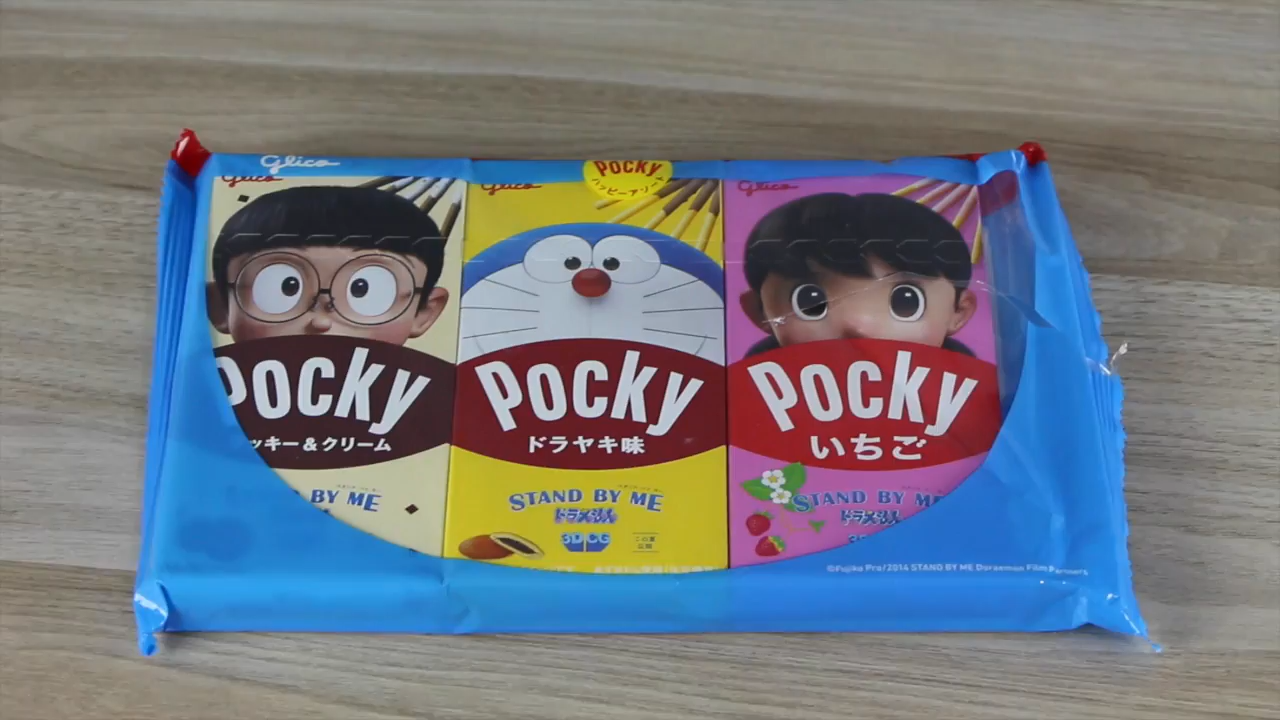 Glico
Pocky
ハッピーアソート
Glico
Glico
Glico
Pocky
ッキー&クリーム
BY ME
Pocky
ドラヤキ味
STAND BY ME
ドラえもん
3DCG
Pocky
いちご
STAND BY ME
ドラえもん
©Fujiko Pro/2014 STAND BY ME Doraemon Film Partners